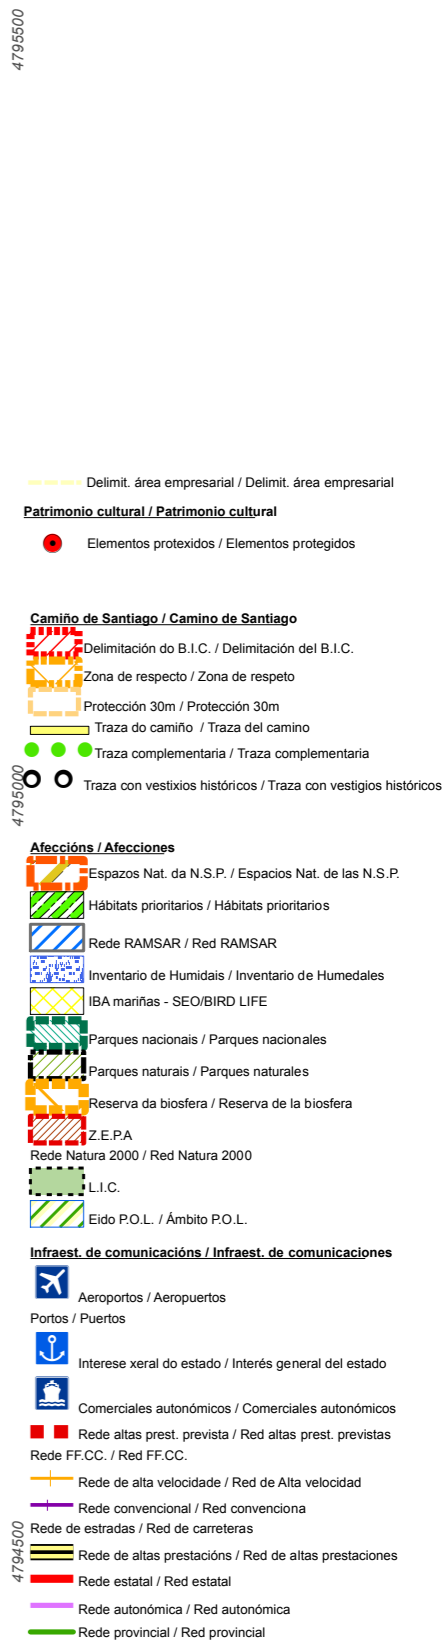 4795500
Delimit. área empresarial / Delimit. área empresarial
Patrimonio cultural / Patrimonio cultural
Elementos protexidos / Elementos protegidos
Camiño de Santiago / Camino de Santiago
Delimitación do B.I.C. / Delimitación del B.I.C.
Zona de respecto / Zona de respeto
Protección 30m / Protección 30m
Traza do camiño / Traza del camino
Traza complementaria / Traza complementaria
4795000
Traza con vestixios históricos / Traza con vestigios históricos
Afeccións / Afecciones
Espazos Nat. da N.S.P. / Espacios Nat. de las N.S.P.
Hábitats prioritarios / Hábitats prioritarios
Rede RAMSAR / Red RAMSAR
Inventario de Humidais / Inventario de Humedales
IBA mariñas - SEO/BIRD LIFE
Parques nacionais / Parques nacionales
Parques naturais / Parques naturales
Reserva da biosfera / Reserva de la biosfera
Z.E.P.A
Rede Natura 2000 / Red Natura 2000
L.I.C.
Eido P.O.L. / Ámbito P.O.L.
Infraest. de comunicacións / Infraest. de comunicaciones
Aeroportos / Aeropuertos
Portos / Puertos
Interese xeral do estado / Interés general del estado
Comerciales autonómicos / Comerciales autonómicos
Rede altas prest. prevista / Red altas prest. previstas
Rede FF.CC. / Red FF.CC.
Rede de alta velocidade / Red de Alta velocidad
Rede convencional / Red convenciona
Rede de estradas / Red de carreteras
4794500
Rede de altas prestacións / Red de altas prestaciones
Rede estatal / Red estatal
Rede autonómica / Red autonómica
Rede provincial / Red provincial